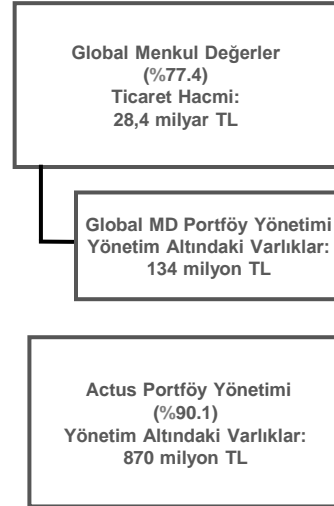 Global Menkul Değerler
(%77.4)
Ticaret Hacmi:
28,4 milyar TL
Global MD Portföy Yönetimi
Yönetim Altındaki Varlıklar:
134 milyon TL
Actus Portföy Yönetimi
(%90.1)
Yönetim Altındaki Varlıklar:
870 milyon TL